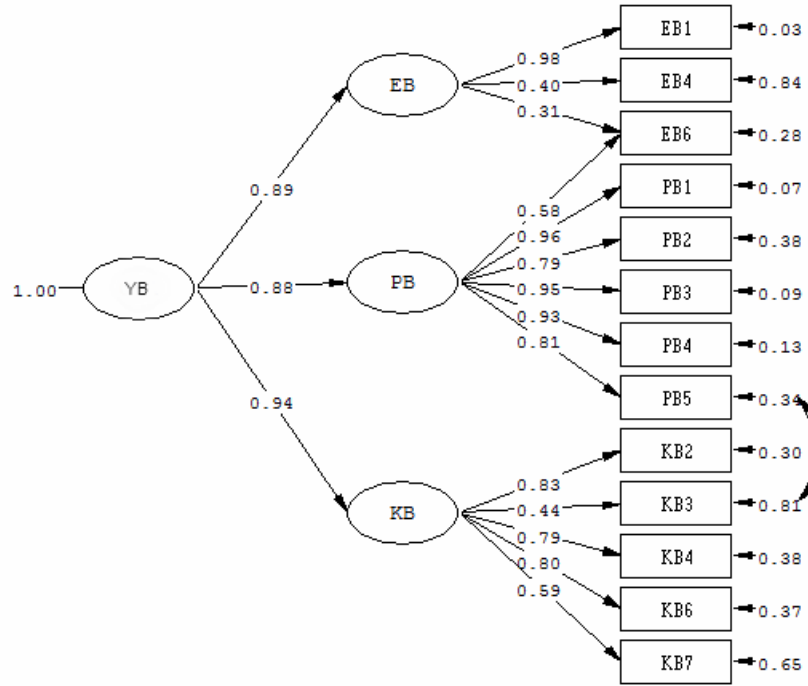 EB1 0.03
0.98
EB
EB4 0.84
0.40
0.31
EB6 0.28
PB1 0.07
0.89
0.58
0.96
PB2 0.38
0.79
1.00 YB 0.88 PB
0.95
PB3 0.09
0.93
0.81
PB4 0.13
PB5 0.34
0.94
KB2 0.30
0.83
KB
0.44
KB3 0.81
0.79
KB4 0.38
0.80
0.59
KB6 0.37
KB7 0.65